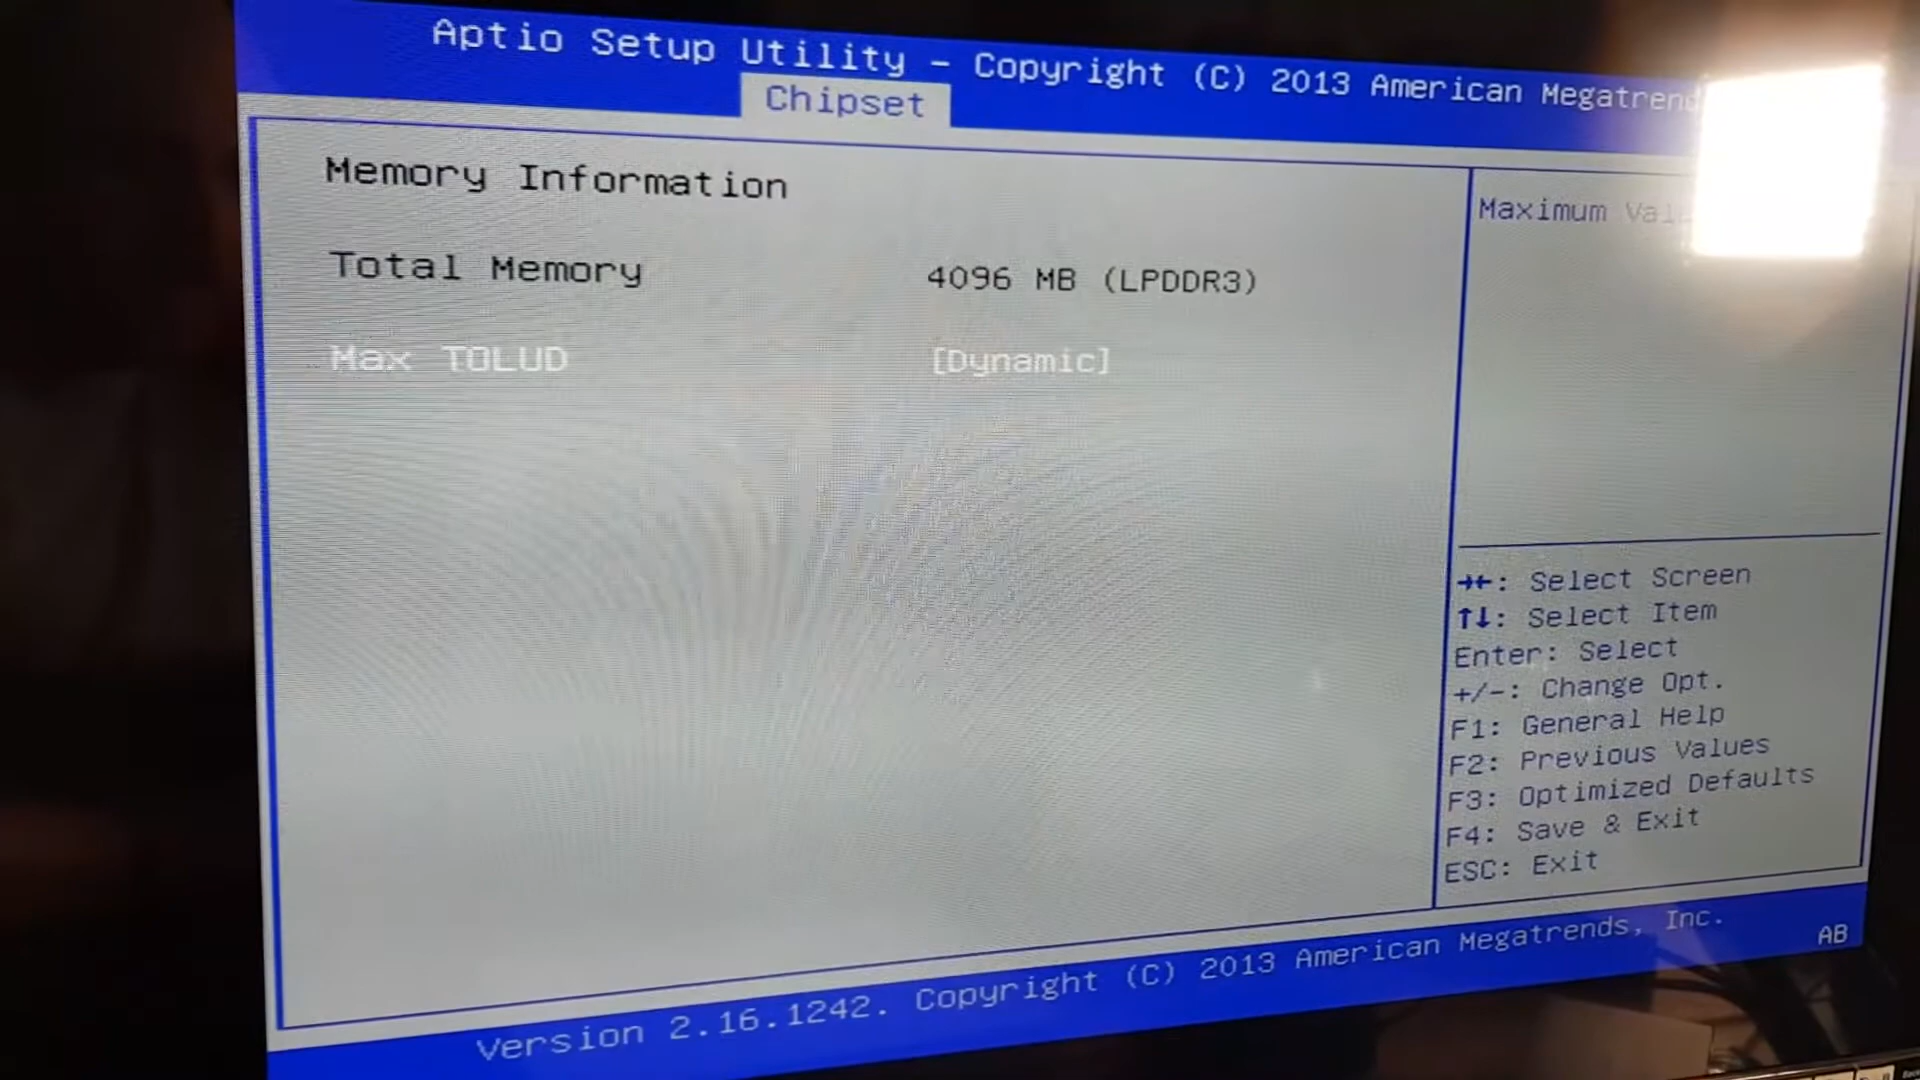 Aptio Setup Utility – Copyright (C) 2013 American
Chipset
Memory Information
Total Memory 4096 MB (LPDDR3)
Max TOLUD [Dynamic]
Maximum
→←: Select Screen
↑↓: Select Item
Enter: Select
+/-: Change Opt.
F1: General Help
F2: Previous Values
F3: Optimized Defaults
F4: Save & Exit
ESC: Exit
Version 2.16.1242. Copyright (C) 2013 American Megatrends, Inc.
AB